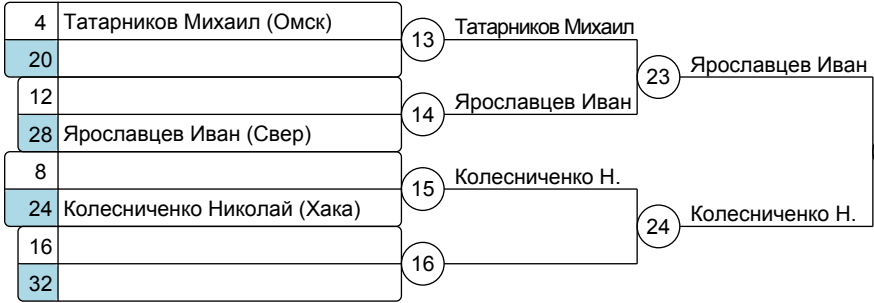 4 Татарников Михаил (Омск)
20
12
28 Ярославцев Иван (Свер)
8
24 Колесниченко Николай (Хака)
16
32
13 Татарников Михаил
14 Ярославцев Иван
15 Колесниченко Н.
16
23 Ярославцев Иван
24 Колесниченко Н.